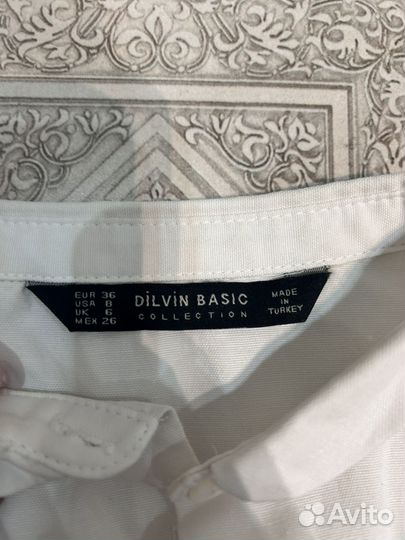 EUR 36
USA 8
UK 6
MEX 26
DİLVİN BASIC
COLLECTION
MADE
IN
TURKEY
Avito